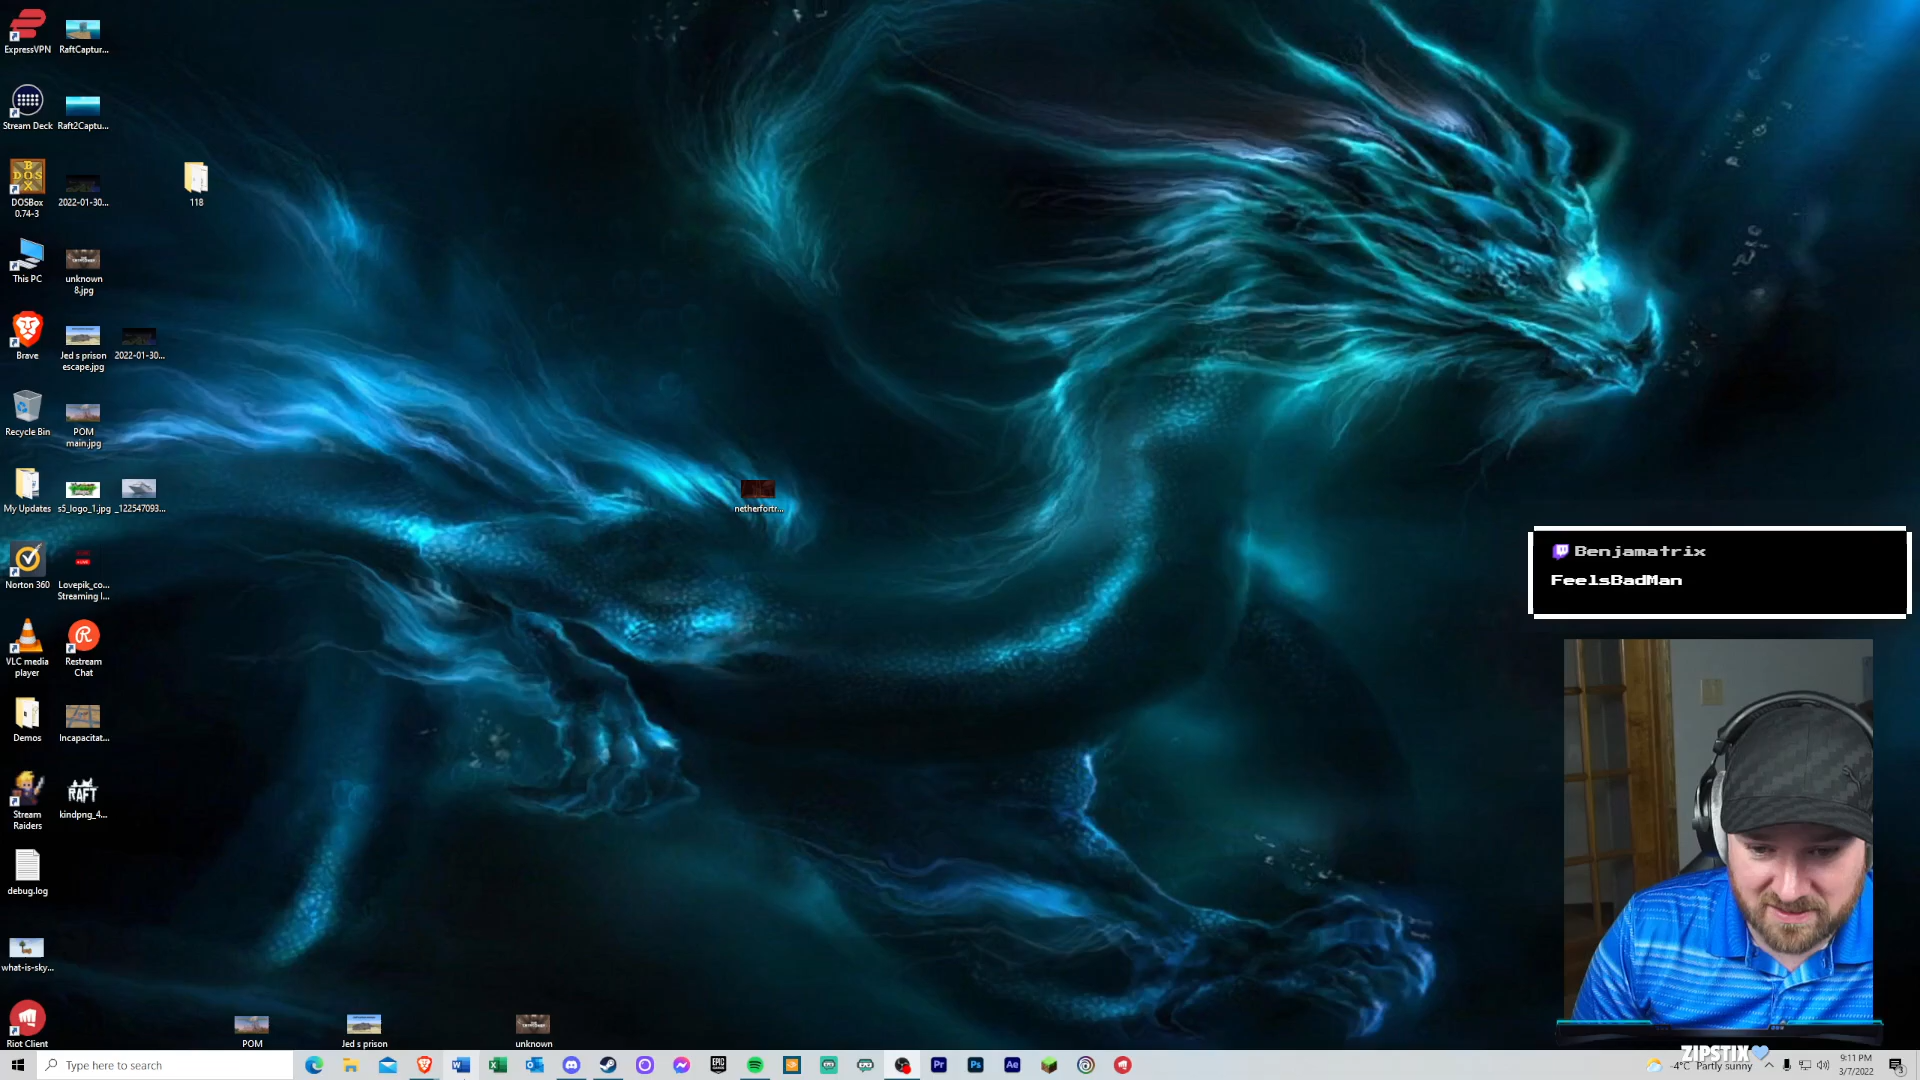 ExpressVPN
RaftCaptur...
Stream Deck
Raft2Captu...
DOSBox
0.74-3
2022-01-30...
118
This PC
unknown
8.jpg
Brave
Jed s prison
escape.jpg
2022-01-30...
Recycle Bin
POM
main.jpg
My Updates
s5_logo_1.jpg
_122547093...
netherfortr...
Norton 360
Lovepik_co...
Streaming l...
VLC media
player
Restream
Chat
Demos
Incapacitat...
Stream
Raiders
RAFT
kindpng_4...
debug.log
what-is-sky...
Riot Client
POM
Jed s prison
unknown
Benjamatrix
FeelsBadMan
ZIPSTIX
Type here to search
-4°C Partly sunny
9:11 PM
3/7/2022